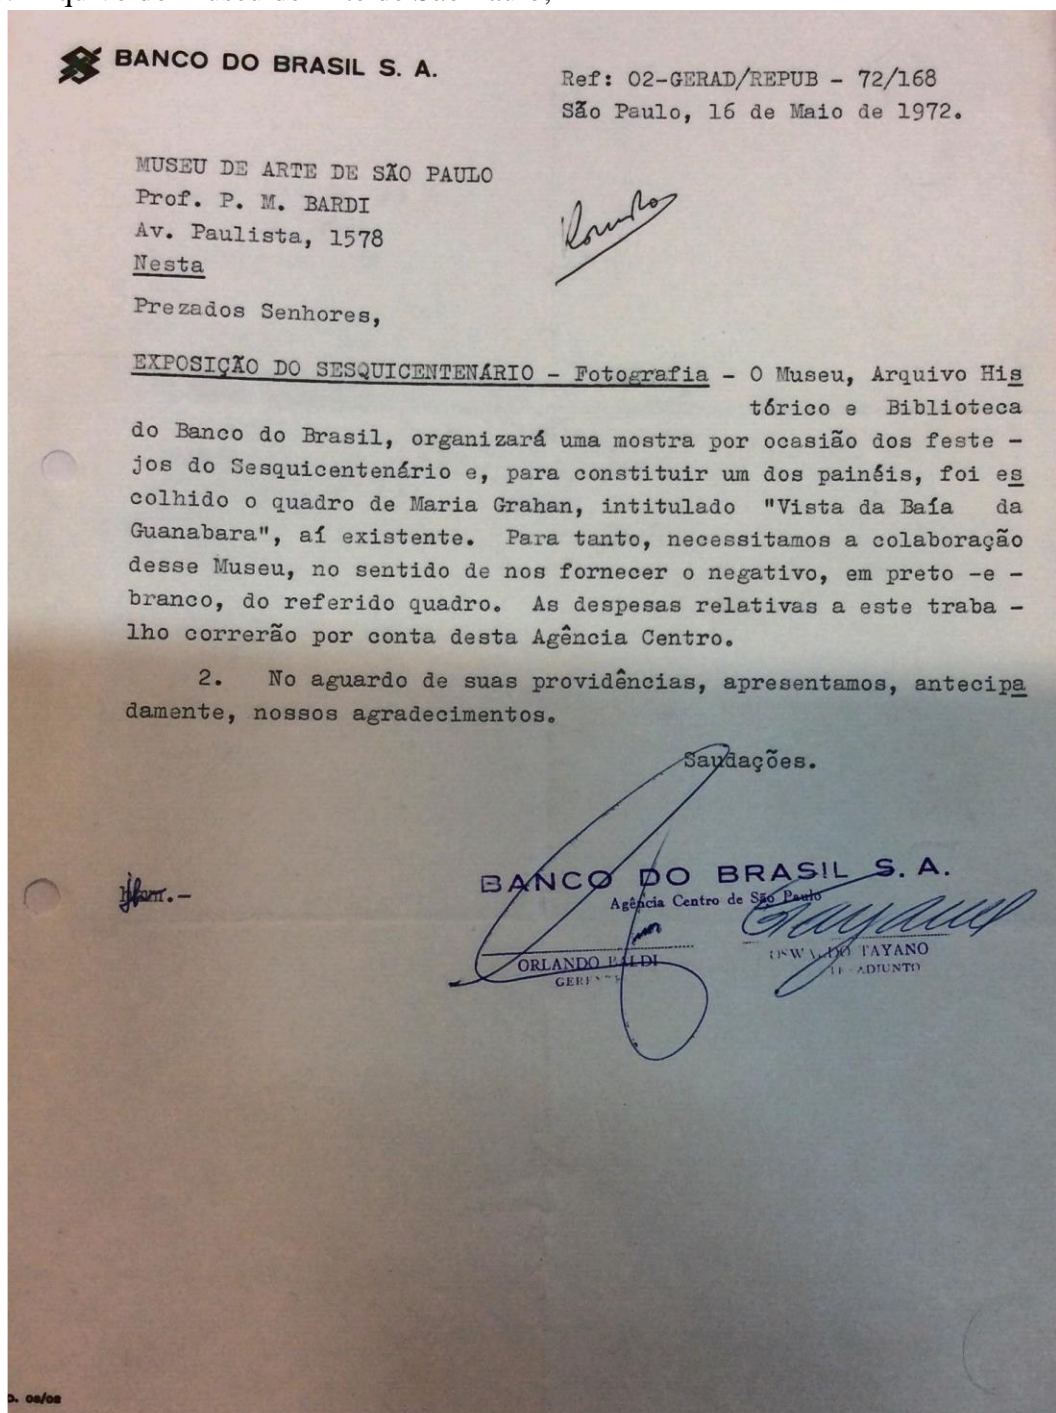 BANCO DO BRASIL S. A.
Ref: 02-GERAD/REPUB - 72/168
São Paulo, 16 de Maio de 1972.
MUSEU DE ARTE DE SÃO PAULO
Prof. P. M. BARDI
Av. Paulista, 1578
Nesta
Prezados Senhores,
EXPOSIÇÃO DO SESQUICENTENÁRIO - Fotografia - O Museu, Arquivo His
tórico e Biblioteca
do Banco do Brasil, organizará uma mostra por ocasião dos feste -
jos do Sesquicentenário e, para constituir um dos painéis, foi es
colhido o quadro de Maria Grahan, intitulado "Vista da Baía da
Guanabara", aí existente. Para tanto, necessitamos a colaboração
desse Museu, no sentido de nos fornecer o negativo, em preto -e -
branco, do referido quadro. As despesas relativas a este traba -
lho correrão por conta desta Agência Centro.
2. No aguardo de suas providências, apresentamos, antecipa
damente, nossos agradecimentos.
Saudações.
BANCO DO BRASIL S. A.
Agência Centro de São Paulo
ORLANDO BALDI
GERENTE
OSWALDO TAYANO
ADJUNTO